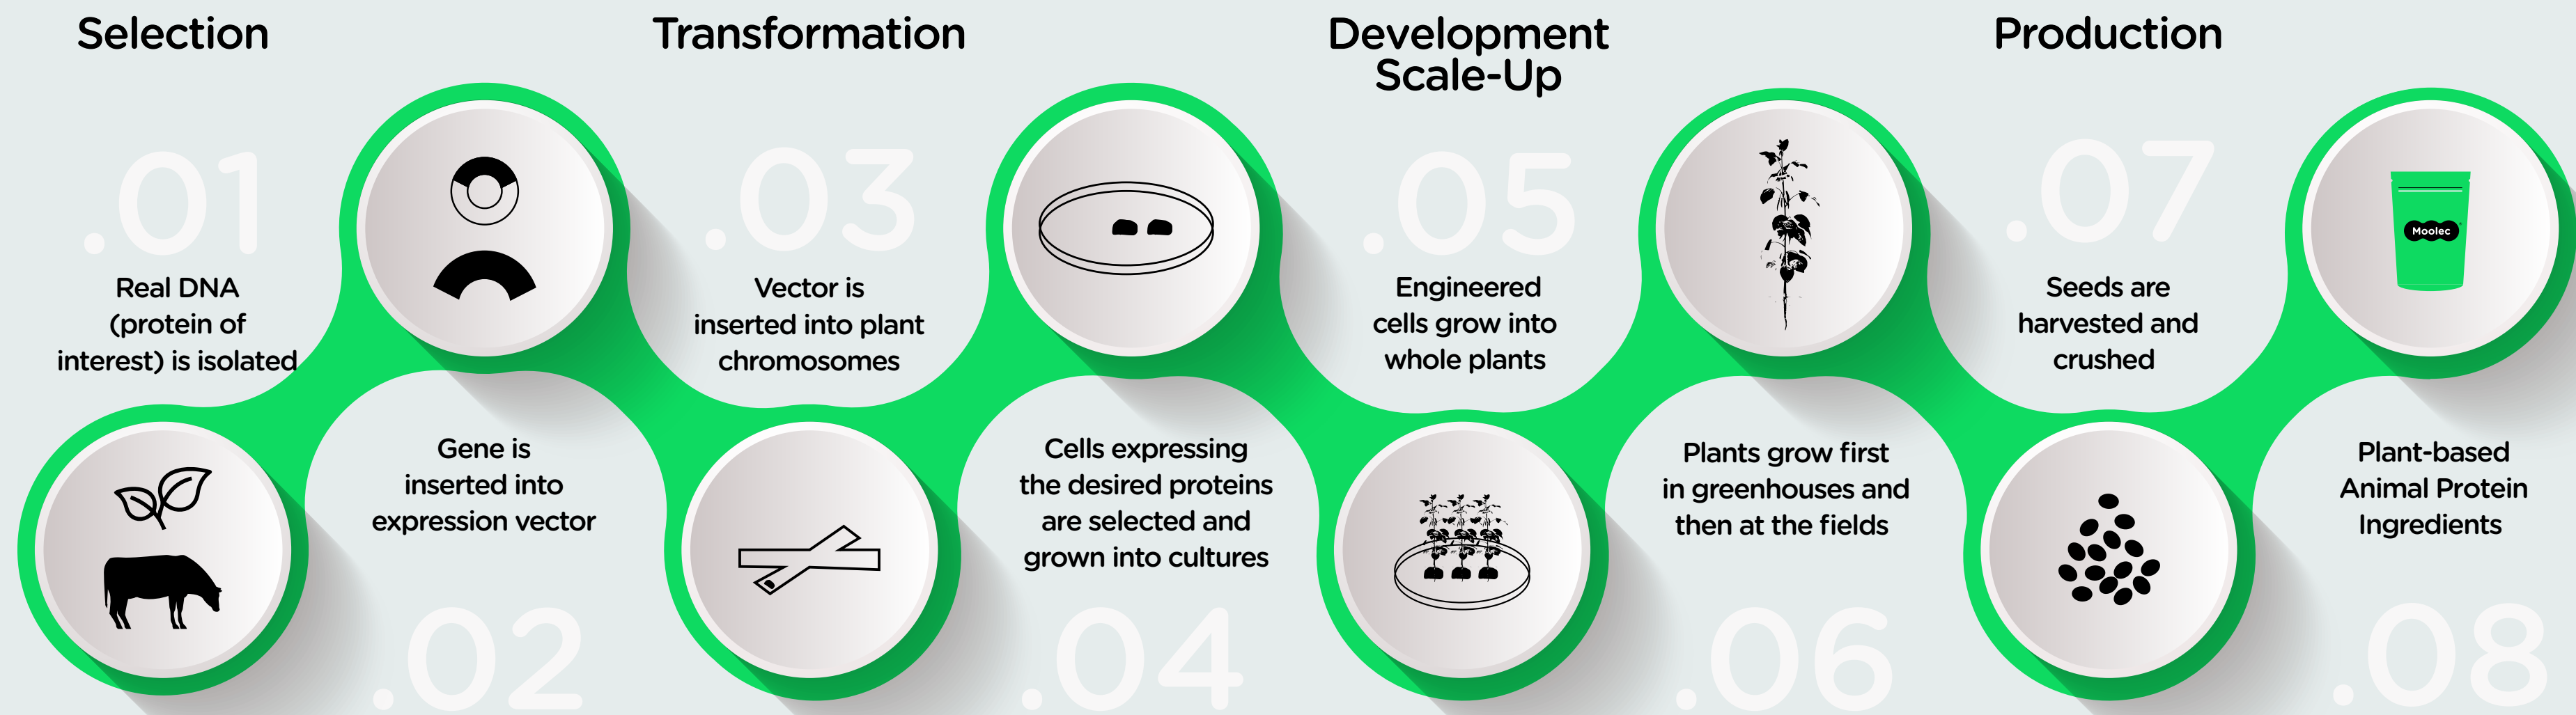 Selection
Transformation
Development
Scale-Up
Production
.01
Real DNA
(protein of
interest) is isolated
Gene is
inserted into
expression vector
.02
.03
Vector is
inserted into plant
chromosomes
Cells expressing
the desired proteins
are selected and
grown into cultures
.04
.05
Engineered
cells grow into
whole plants
Plants grow first
in greenhouses and
then at the fields
.06
.07
Seeds are
harvested and
crushed
Moolec
Plant-based
Animal Protein
Ingredients
.08